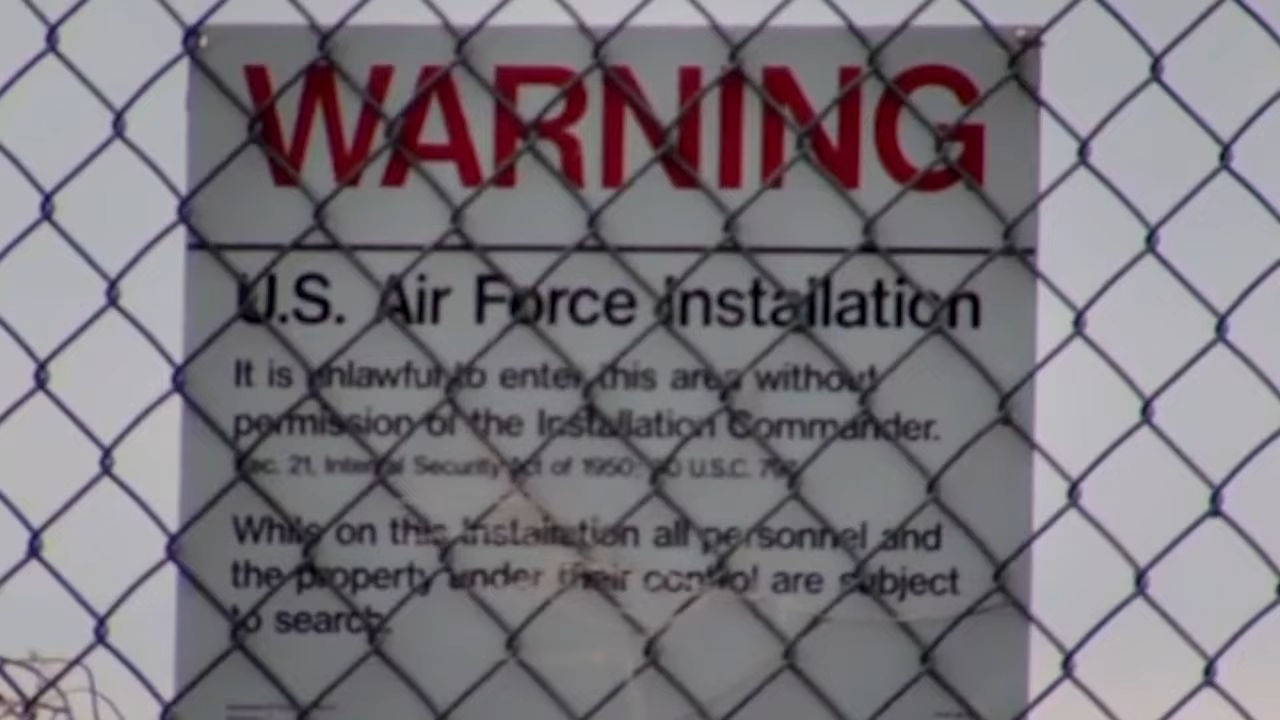 WARNING
U.S. Air Force Installation
It is unlawful to enter this area without
permission of the Installation Commander.
Sec. 21, Internal Security Act of 1950; 50 U.S.C. 797
While on this Installation all personnel and
the property under their control are subject
to search.